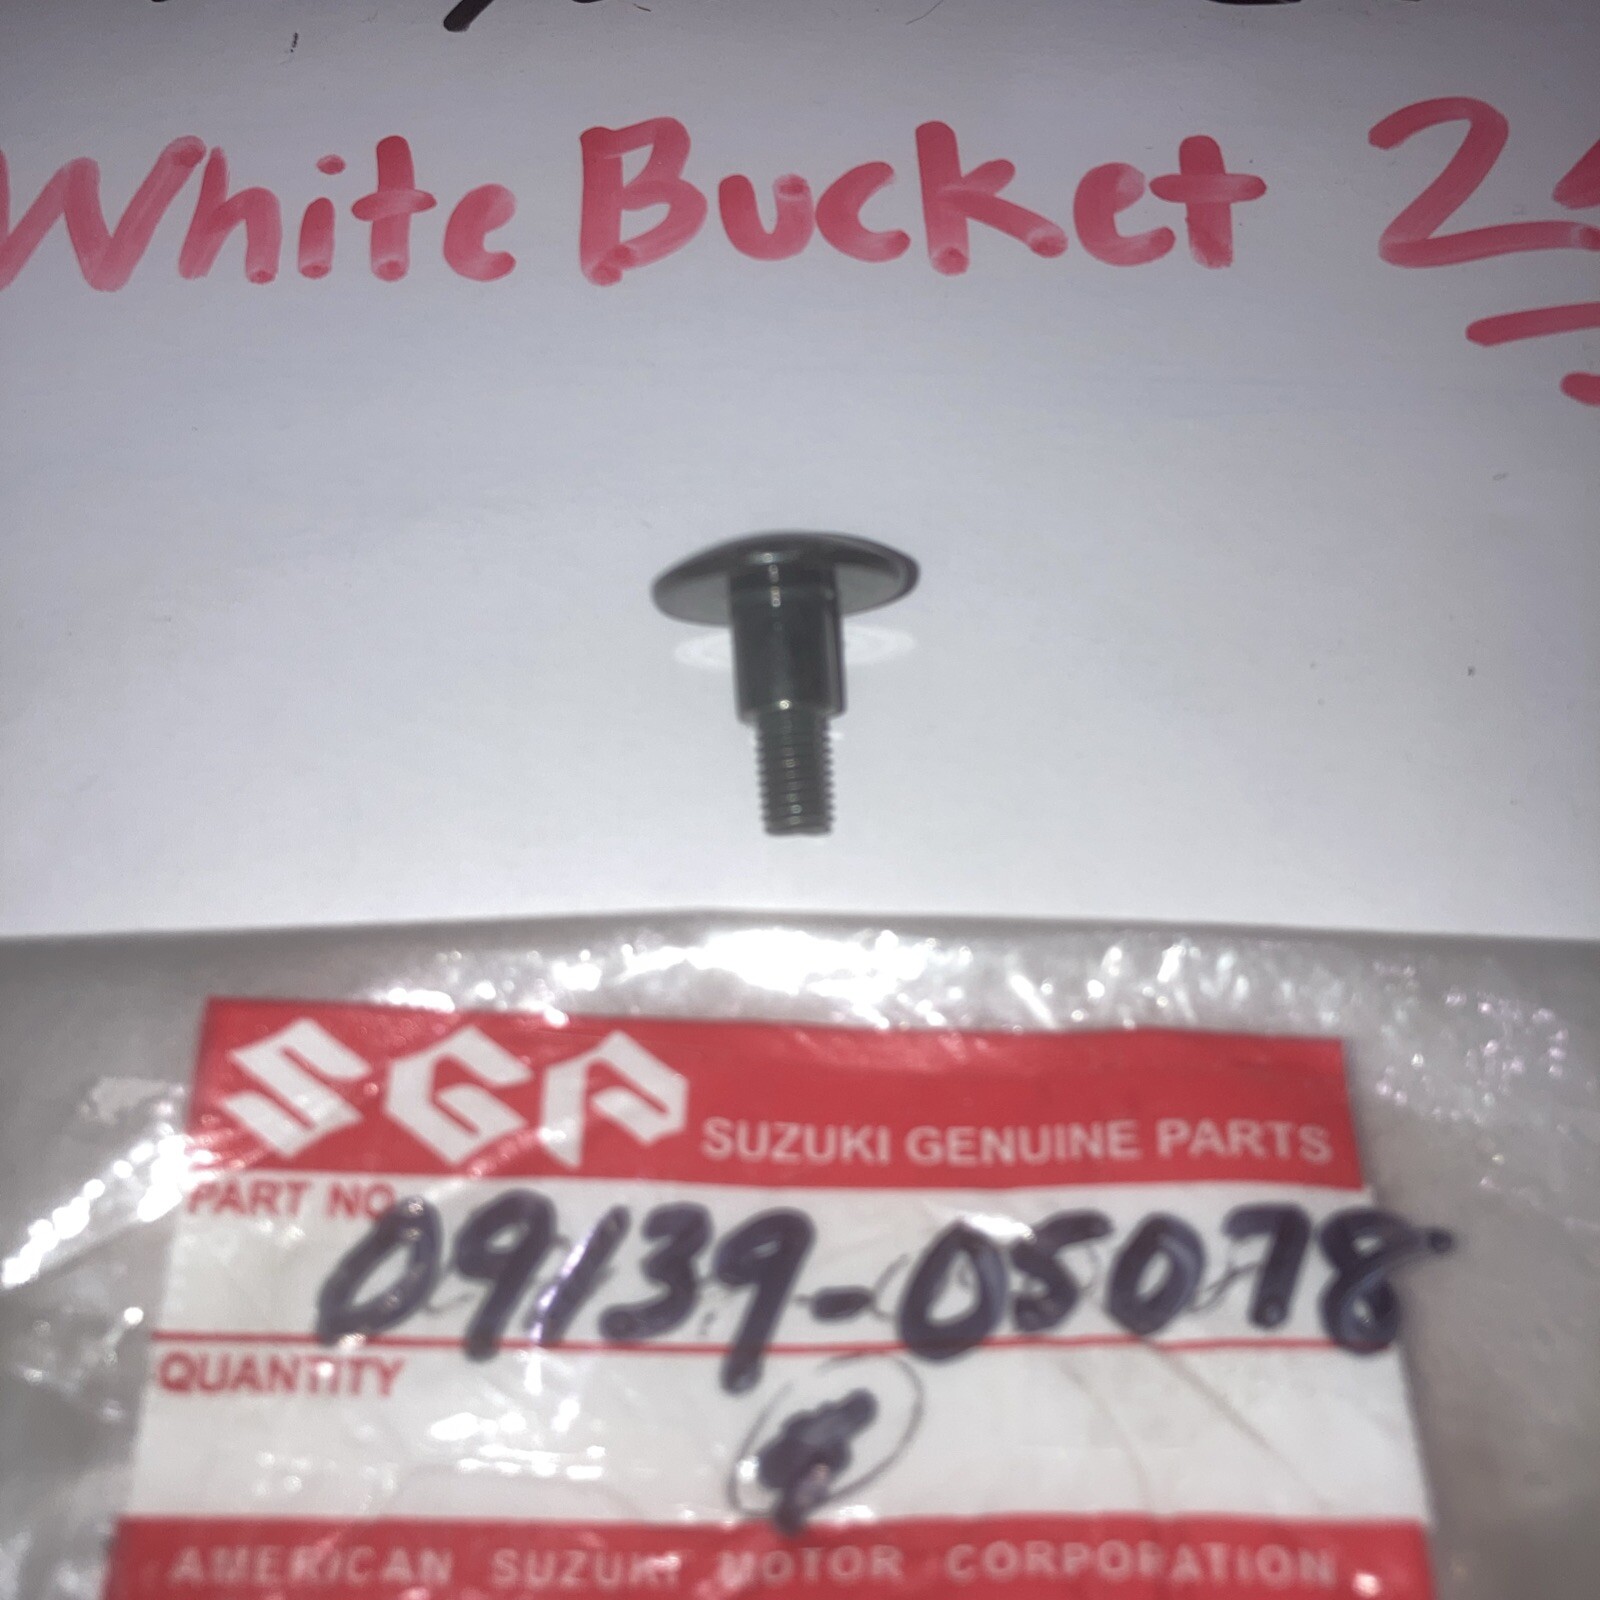 White Bucket 2
SGP SUZUKI GENUINE PARTS
PART NO.
09139-05078
QUANTITY
AMERICAN SUZUKI MOTOR CORPORATION